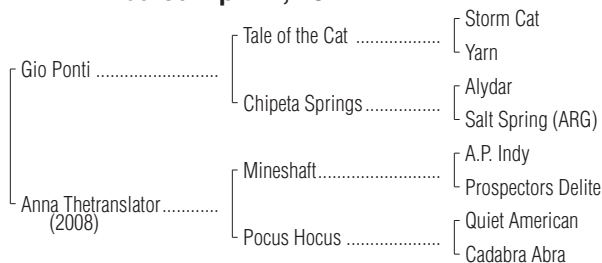 Tale of the Cat ..................
Storm Cat
Yarn
Gio Ponti ..........................
Chipeta Springs .............
Alydar
Salt Spring (ARG)
Anna Thetranslator ............
(2008)
Mineshaft .......................
A.P. Indy
Prospectors Delite
Pocus Hocus .................
Quiet American
Cadabra Abra